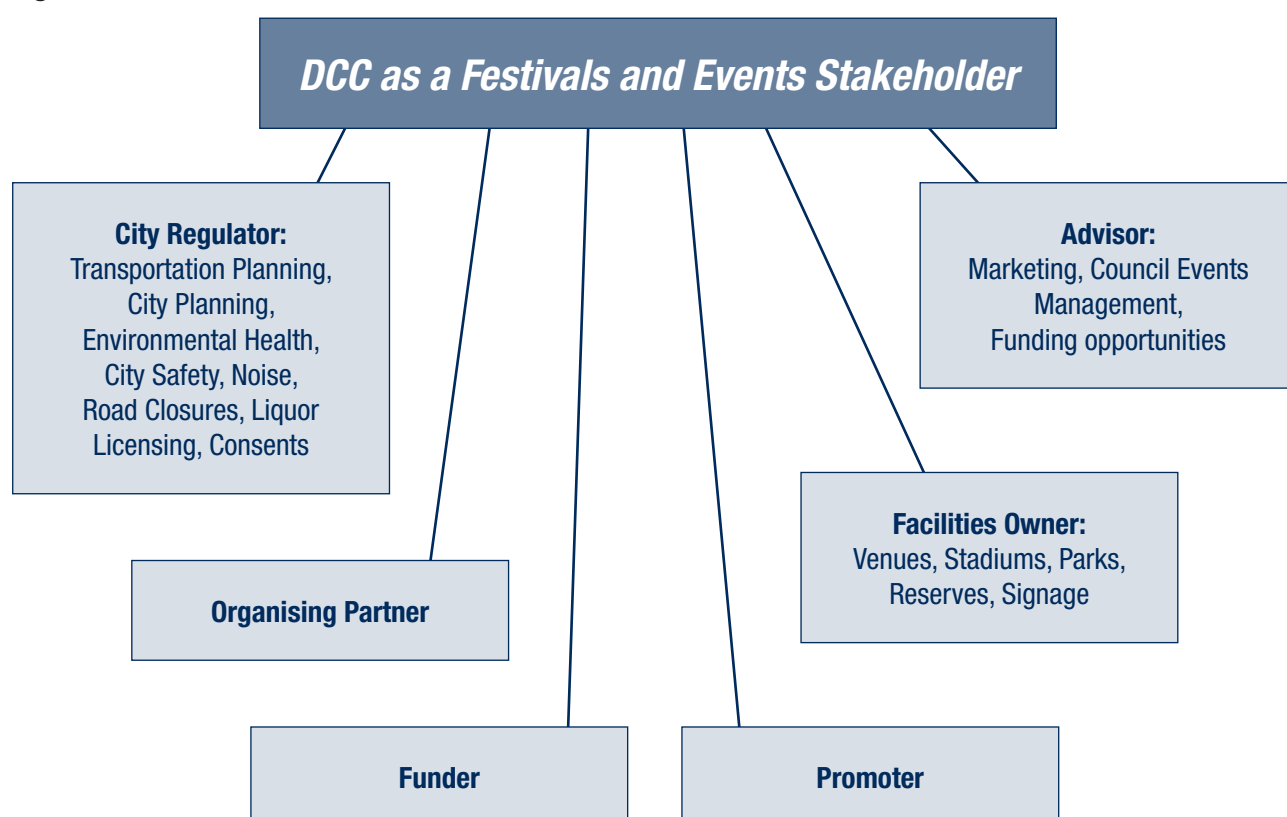 DCC as a Festivals and Events Stakeholder
City Regulator:
Transportation Planning,
City Planning,
Environmental Health,
City Safety, Noise,
Road Closures, Liquor
Licensing, Consents
Advisor:
Marketing, Council Events
Management,
Funding opportunities
Facilities Owner:
Venues, Stadiums, Parks,
Reserves, Signage
Organising Partner
Funder
Promoter